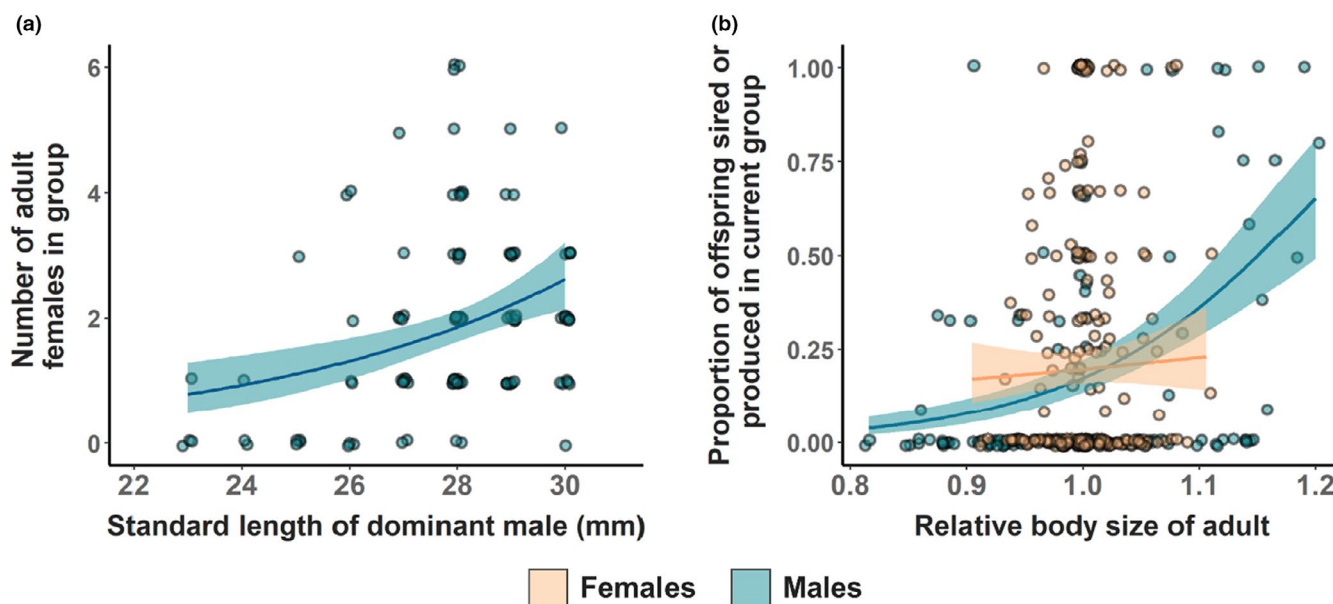 (a)
Number of adult
females in group
6
4
2
0
22 24 26 28 30
Standard length of dominant male (mm)
(b)
Proportion of offspring sired or
produced in current group
1.00
0.75
0.50
0.25
0.00
0.8 0.9 1.0 1.1 1.2
Relative body size of adult
Females Males